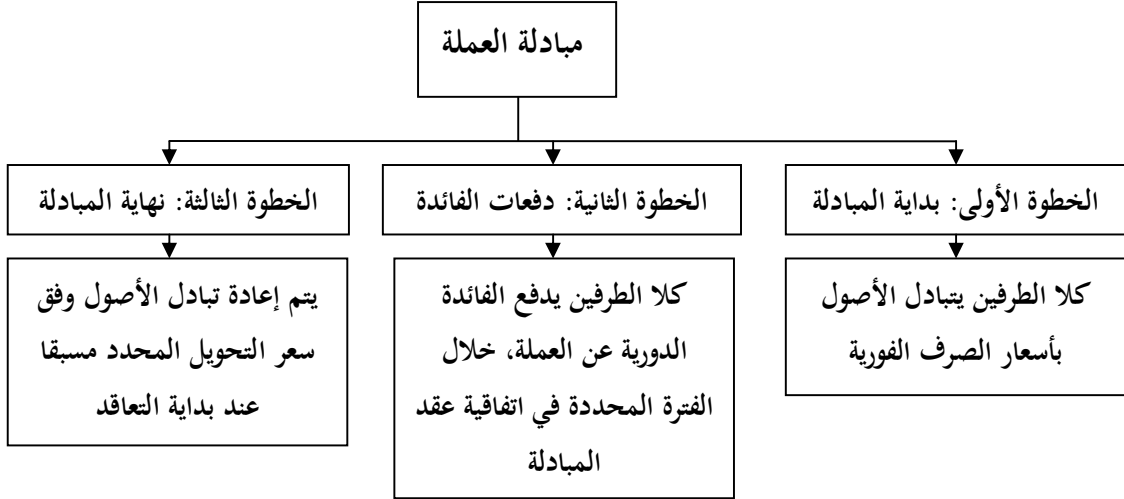 مبادلة العملة
الخطوة الأولى: بداية المبادلة
كلا الطرفين يتبادل الأصول
بأسعار الصرف الفورية
الخطوة الثانية: دفعات الفائدة
كلا الطرفين يدفع الفائدة
الدورية عن العملة، خلال
الفترة المحددة في اتفاقية عقد
المبادلة
الخطوة الثالثة: نهاية المبادلة
يتم إعادة تبادل الأصول وفق
سعر التحويل المحدد مسبقا
عند بداية التعاقد